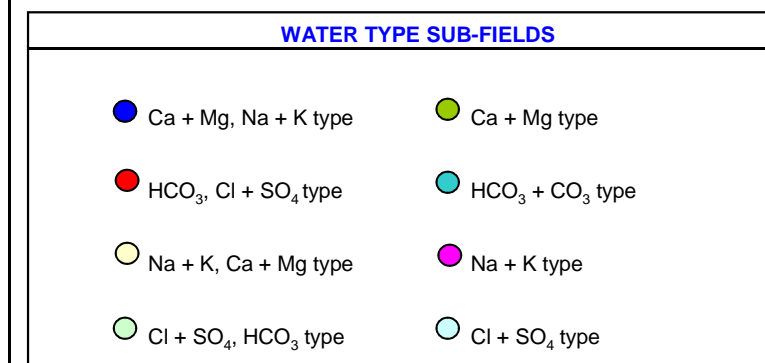 WATER TYPE SUB-FIELDS
Ca + Mg, Na + K type
Ca + Mg type
HCO₃, Cl + SO₄ type
HCO₃ + CO₃ type
Na + K, Ca + Mg type
Na + K type
Cl + SO₄, HCO₃ type
Cl + SO₄ type